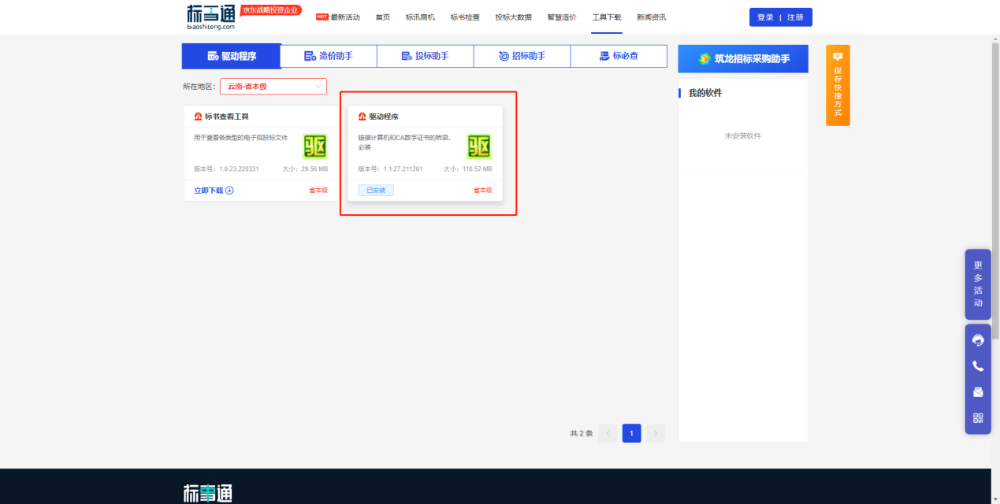 标事通
biaoshitong.com
京东战略投资企业
HOT 最新活动 首页 标讯商机 标书检查 投标大数据 智慧造价 工具下载 新闻资讯
登录 | 注册
驱动程序 造价助手 投标助手 招标助手 标必查
筑龙招标采购助手
保存快捷方式
所在地区： 云南-省本级
我的软件
未安装软件
标书查看工具
用于查看各类型的电子招投标文件
驱
版本号：1.0.23.220331 大小：29.56 MB
立即下载 省本级
驱动程序
链接计算机和CA数字证书的桥梁，
必装
驱
版本号：1.1.27.211201 大小：118.52 MB
已安装 省本级
更多活动
共 2 条 < 1 >
标事通